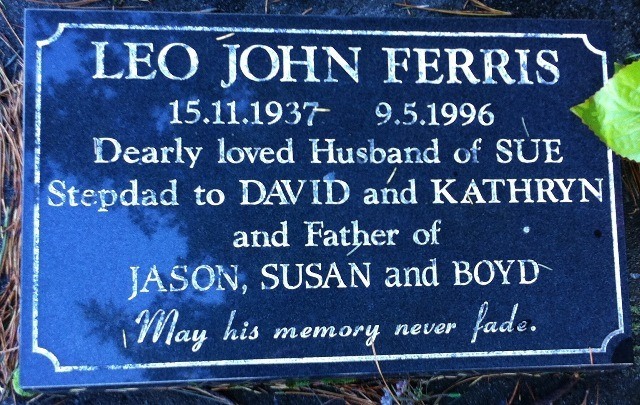 LEO JOHN FERRIS
15.11.1937 9.5.1996
Dearly loved Husband of SUE
Stepdad to DAVID and KATHRYN
and Father of
JASON, SUSAN and BOYD
May his memory never fade.